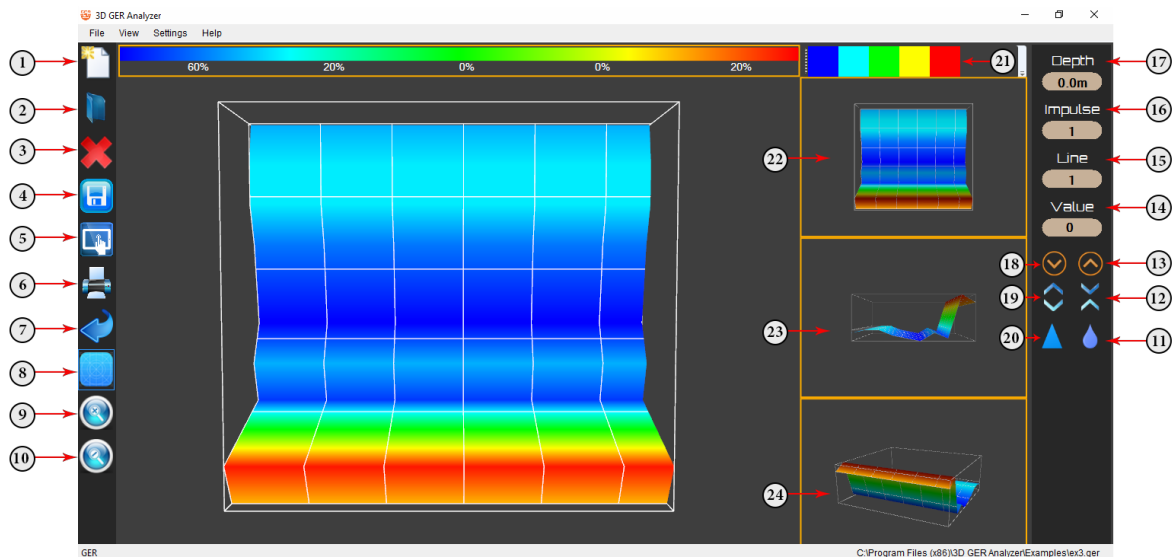 3D GER Analyzer
File View Settings Help
60% 20% 0% 0% 20%
1
2
3
4
5
6
7
8
9
10
21
22
23
24
Depth
0.0m
17
Impulse
1
16
Line
1
15
Value
0
14
18
13
19
12
20
11
GER
C:\Program Files (x86)\3D GER Analyzer\Examples\ex3.ger